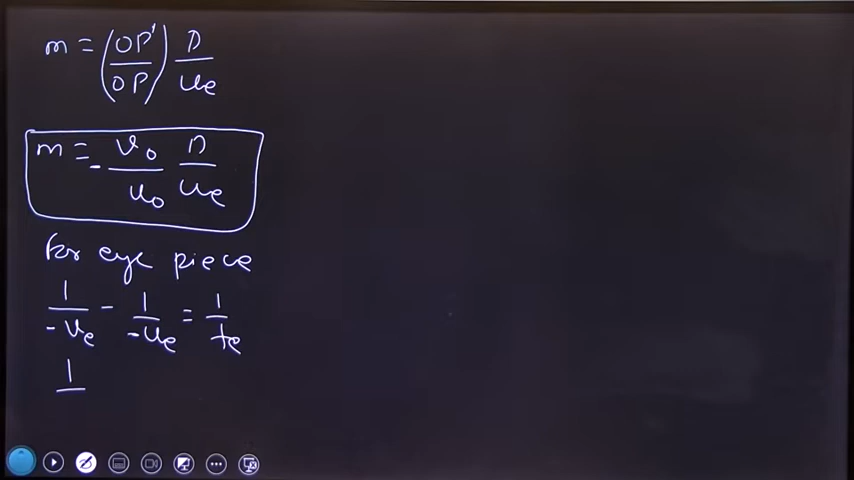 m = (OP'/OP) D/ue
m = - vo/uo D/ue
For eye piece
1/-ve - 1/-ue = 1/fe
1